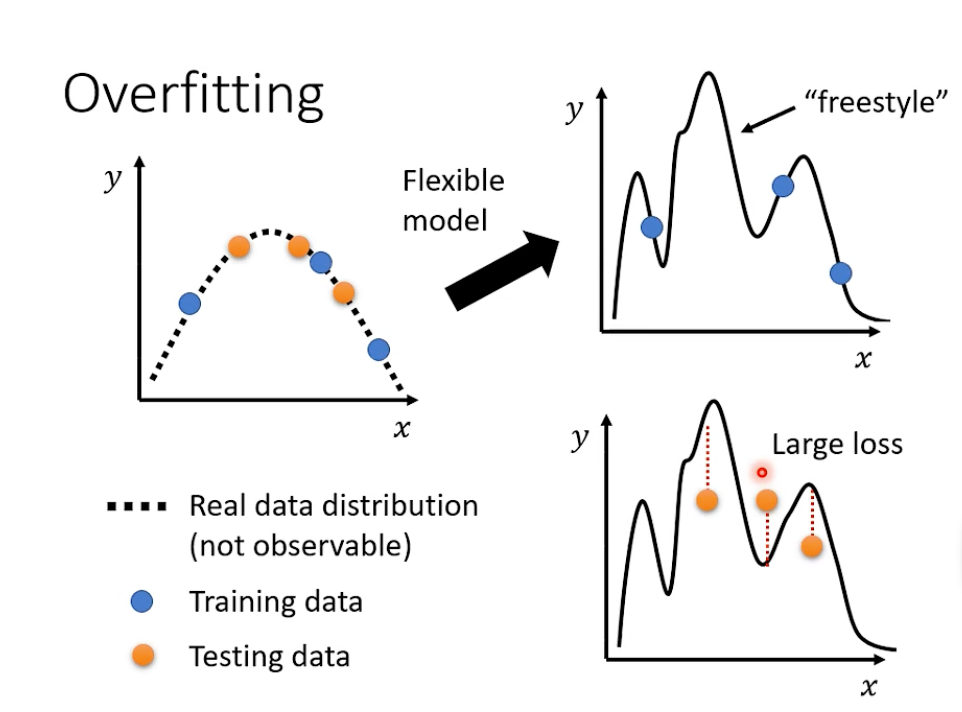 Overfitting
y
x
Flexible
model
y
"freestyle"
x
y
Large loss
x
Real data distribution
(not observable)
Training data
Testing data